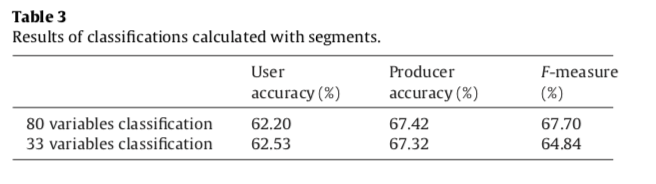 Table 3
Results of classifications calculated with segments.
User accuracy (%) Producer accuracy (%) F-measure (%)
80 variables classification 62.20 67.42 67.70
33 variables classification 62.53 67.32 64.84